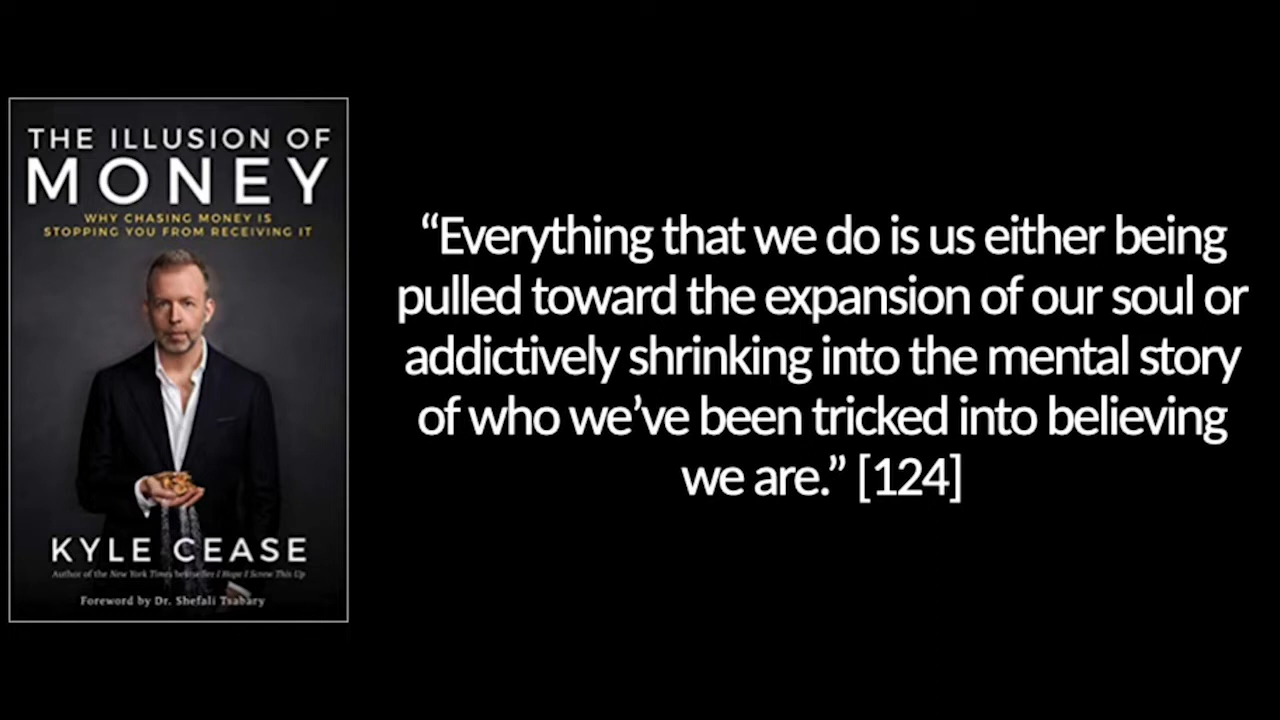 THE ILLUSION OF
MONEY
WHY CHASING MONEY IS
STOPPING YOU FROM RECEIVING IT
KYLE CEASE
Author of the New York Times bestseller I Hope I Screw This Up
Foreword by Dr. Shefali Tsabary
“Everything that we do is us either being
pulled toward the expansion of our soul or
addictively shrinking into the mental story
of who we’ve been tricked into believing
we are.” [124]